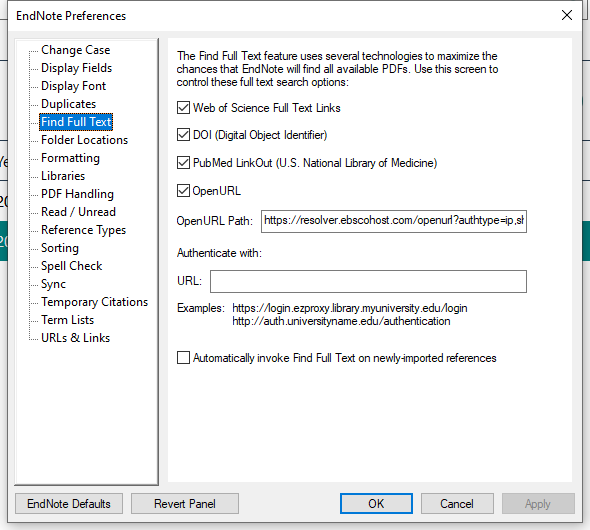 EndNote Preferences
Change Case
Display Fields
Display Font
Duplicates
Find Full Text
Folder Locations
Formatting
Libraries
PDF Handling
Read / Unread
Reference Types
Sorting
Spell Check
Sync
Temporary Citations
Term Lists
URLs & Links
The Find Full Text feature uses several technologies to maximize the
chances that EndNote will find all available PDFs. Use this screen to
control these full text search options:
Web of Science Full Text Links
DOI (Digital Object Identifier)
PubMed LinkOut (U.S. National Library of Medicine)
OpenURL
OpenURL Path: https://resolver.ebscohost.com/openurl?authtype=ip,sh
Authenticate with:
URL:
Examples: https://login.ezproxy.library.myuniversity.edu/login
http://auth.universityname.edu/authentication
Automatically invoke Find Full Text on newly-imported references
EndNote Defaults
Revert Panel
OK
Cancel
Apply